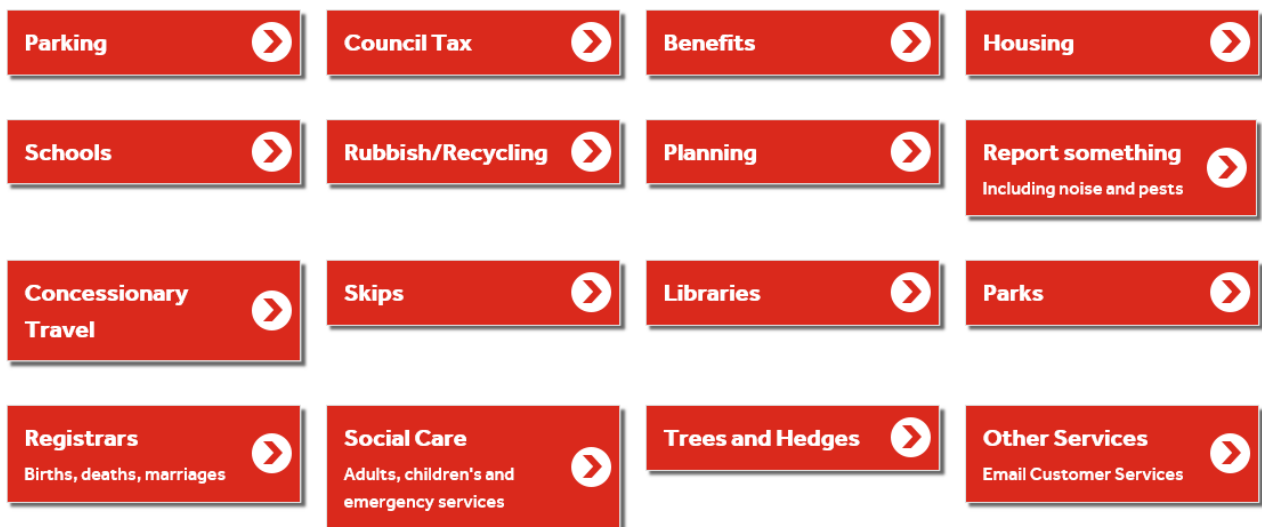 Parking
Council Tax
Benefits
Housing
Schools
Rubbish/Recycling
Planning
Report something
Including noise and pests
Concessionary
Travel
Skips
Libraries
Parks
Registrars
Births, deaths, marriages
Social Care
Adults, children's and
emergency services
Trees and Hedges
Other Services
Email Customer Services